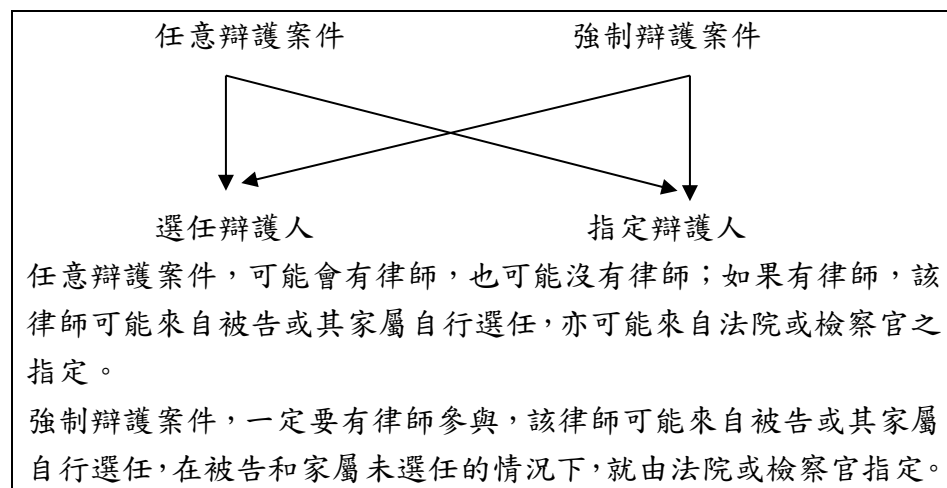 任意辯護案件 強制辯護案件
選任辯護人 指定辯護人
任意辯護案件，可能會有律師，也可能沒有律師；如果有律師，該
律師可能來自被告或其家屬自行選任，亦可能來自法院或檢察官之
指定。
強制辯護案件，一定要有律師參與，該律師可能來自被告或其家屬
自行選任，在被告和家屬未選任的情況下，就由法院或檢察官指定。